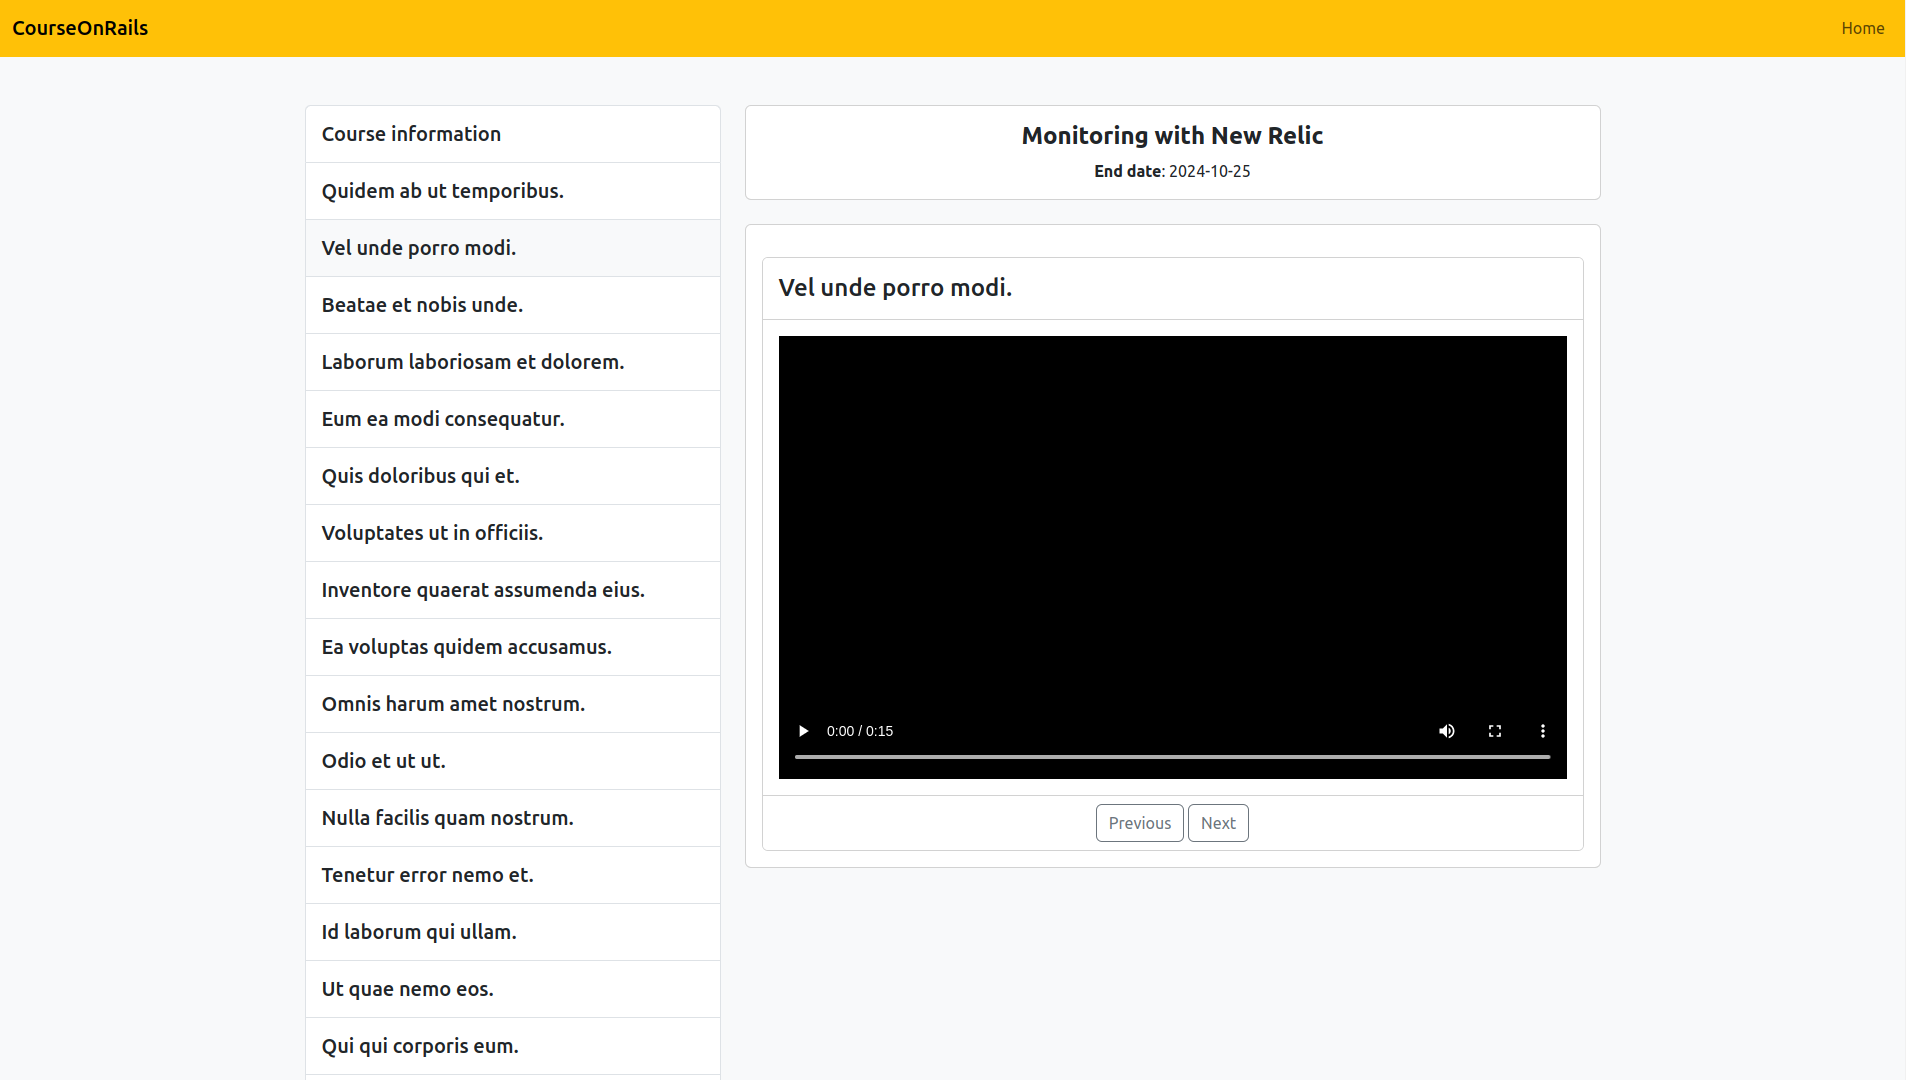 CourseOnRails
Home
Course information
Quidem ab ut temporibus.
Vel unde porro modi.
Beatae et nobis unde.
Laborum laboriosam et dolorem.
Eum ea modi consequatur.
Quis doloribus qui et.
Voluptates ut in officiis.
Inventore quaerat assumenda eius.
Ea voluptas quidem accusamus.
Omnis harum amet nostrum.
Odio et ut ut.
Nulla facilis quam nostrum.
Tenetur error nemo et.
Id laborum qui ullam.
Ut quae nemo eos.
Qui qui corporis eum.
Monitoring with New Relic
End date: 2024-10-25
Vel unde porro modi.
0:00 / 0:15
Previous
Next